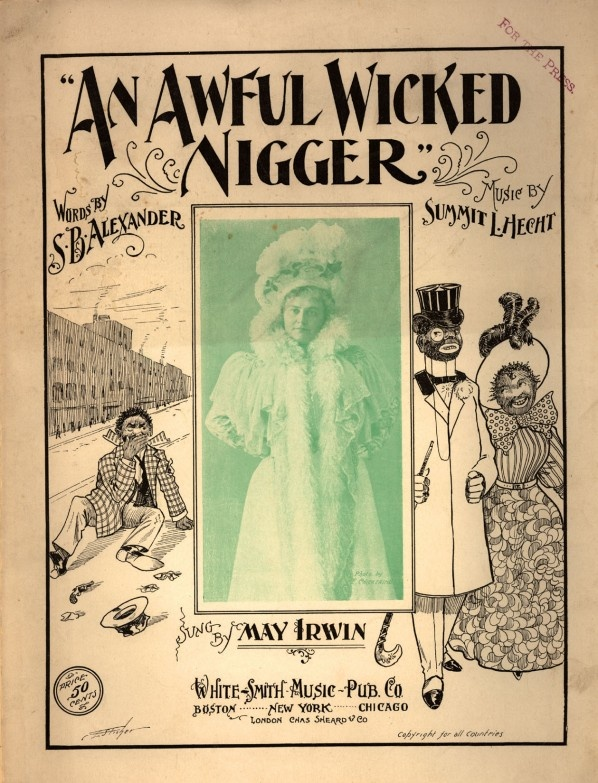 FOR THE PRESS.
"AN AWFUL WICKED
NIGGER"
WORDS BY
S. B. ALEXANDER
MUSIC BY
SUMMIT L. HECHT
Photo by
SUNG BY MAY IRWIN
PRICE
50
CENTS
WHITE-SMITH MUSIC PUB. CO.
BOSTON NEW YORK CHICAGO
LONDON CHAS SHEARD & CO
Copyright for all Countries